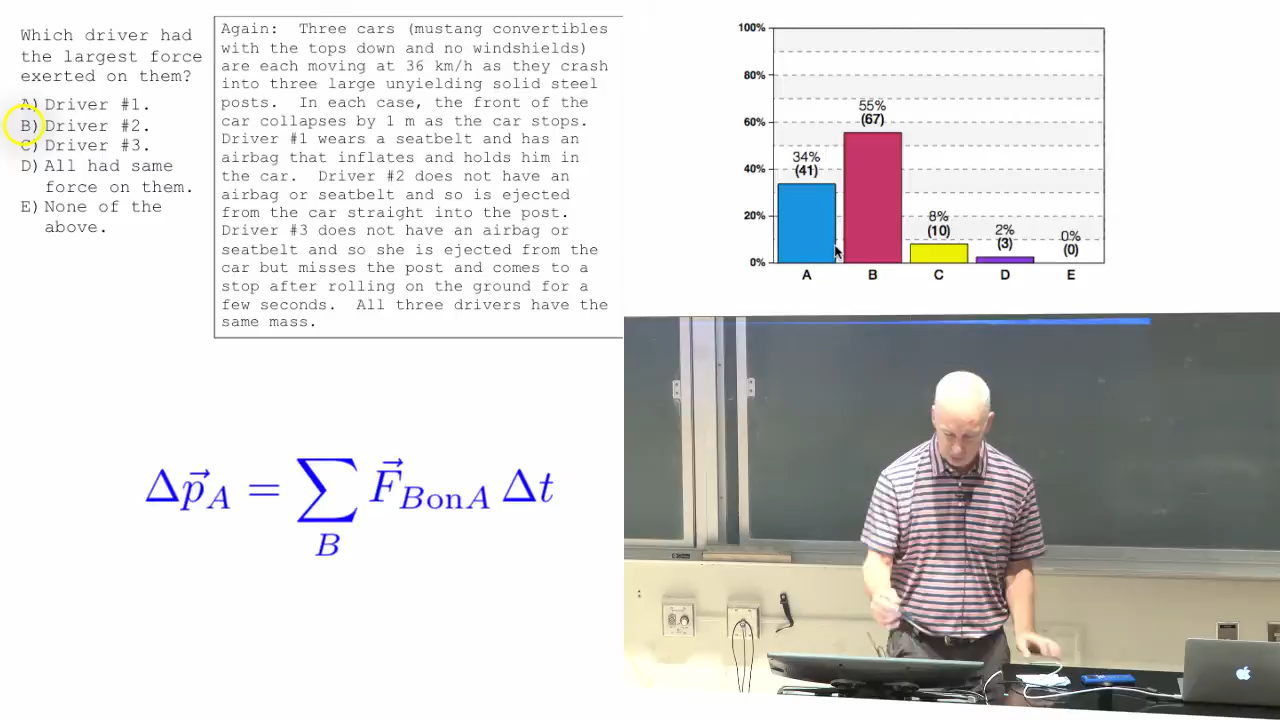 Which driver had
the largest force
exerted on them?
A) Driver #1.
B) Driver #2.
C) Driver #3.
D) All had same
force on them.
E) None of the
above.
Again: Three cars (mustang convertibles
with the tops down and no windshields)
are each moving at 36 km/h as they crash
into three large unyielding solid steel
posts. In each case, the front of the
car collapses by 1 m as the car stops.
Driver #1 wears a seatbelt and has an
airbag that inflates and holds him in
the car. Driver #2 does not have an
airbag or seatbelt and so is ejected
from the car straight into the post.
Driver #3 does not have an airbag or
seatbelt and so she is ejected from the
car but misses the post and comes to a
stop after rolling on the ground for a
few seconds. All three drivers have the
same mass.
100%
80%
60%
40%
20%
0%
34%
(41)
55%
(67)
8%
(10)
2%
(3)
0%
(0)
A B C D E
Δp⃗_A = ∑_B F⃗_{BonA} Δt